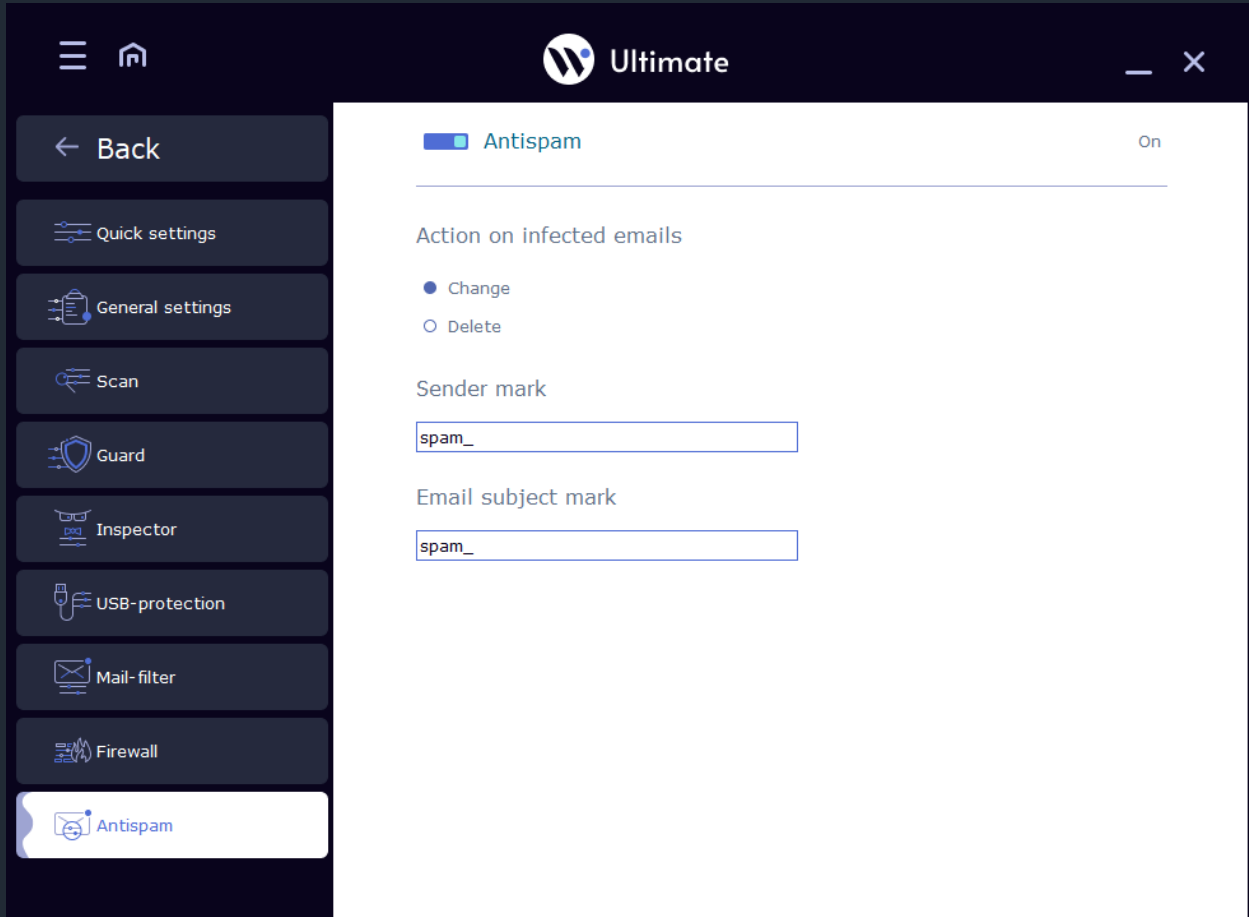 Ultimate
Back
Quick settings
General settings
Scan
Guard
Inspector
USB-protection
Mail-filter
Firewall
Antispam
Antispam
On
Action on infected emails
Change
Delete
Sender mark
spam_
Email subject mark
spam_